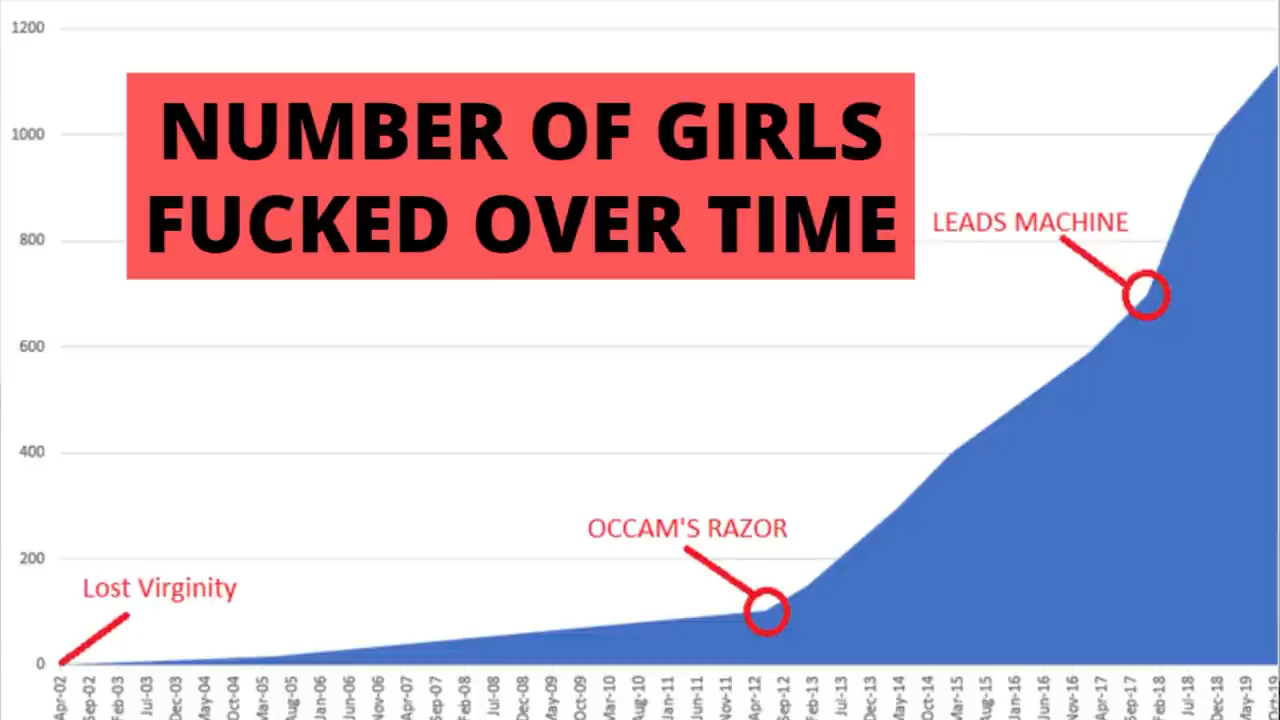 1200
NUMBER OF GIRLS
FUCKED OVER TIME
1000
LEADS MACHINE
800
600
400
OCCAM'S RAZOR
200
Lost Virginity
0
Apr-02 Sep-02 Feb-03 Jul-03 Dec-03 May-04 Oct-04 Mar-05 Aug-05 Jan-06 Jun-06 Nov-06 Apr-07 Sep-07 Feb-08 Jul-08 Dec-08 May-09 Oct-09 Mar-10 Aug-10 Jan-11 Jun-11 Nov-11 Apr-12 Sep-12 Feb-13 Jul-13 Dec-13 May-14 Oct-14 Mar-15 Aug-15 Jan-16 Jun-16 Nov-16 Apr-17 Sep-17 Feb-18 Jul-18 Dec-18 May-19 Oct-19